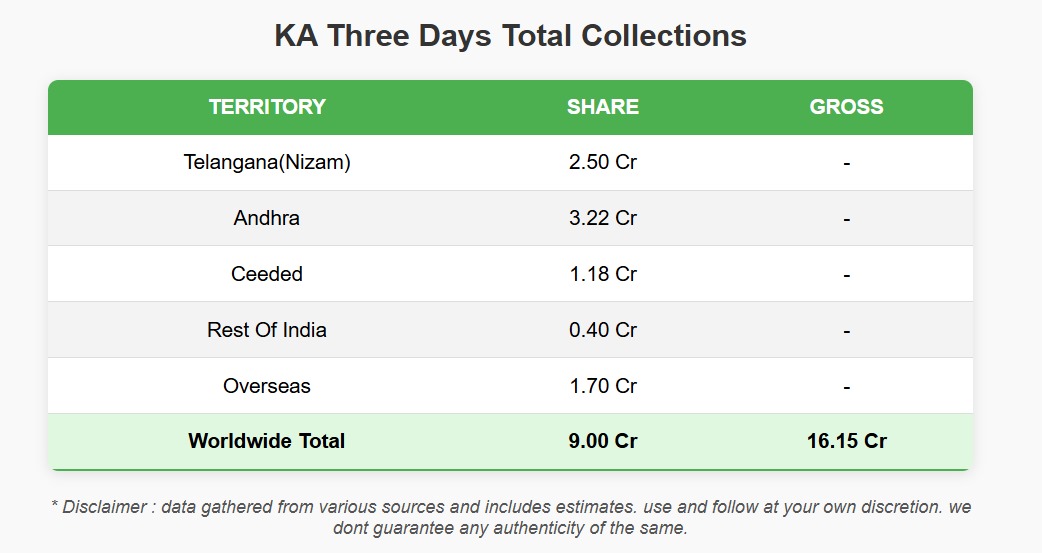 KA Three Days Total Collections
TERRITORY SHARE GROSS
Telangana(Nizam) 2.50 Cr -
Andhra 3.22 Cr -
Ceeded 1.18 Cr -
Rest Of India 0.40 Cr -
Overseas 1.70 Cr -
Worldwide Total 9.00 Cr 16.15 Cr
* Disclaimer : data gathered from various sources and includes estimates. use and follow at your own discretion. we
dont guarantee any authenticity of the same.